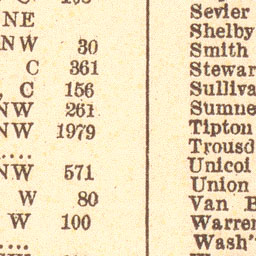 NE
NW 30
C 361
, C 156
NW 261
NW 1979
....
NW 571
W 80
W 100
....
Sevier
Shelby
Smith
Stewar
Sulliva
Sumne
Tipton
Trousd
Unicoi
Union
Van B
Warren
Wash'